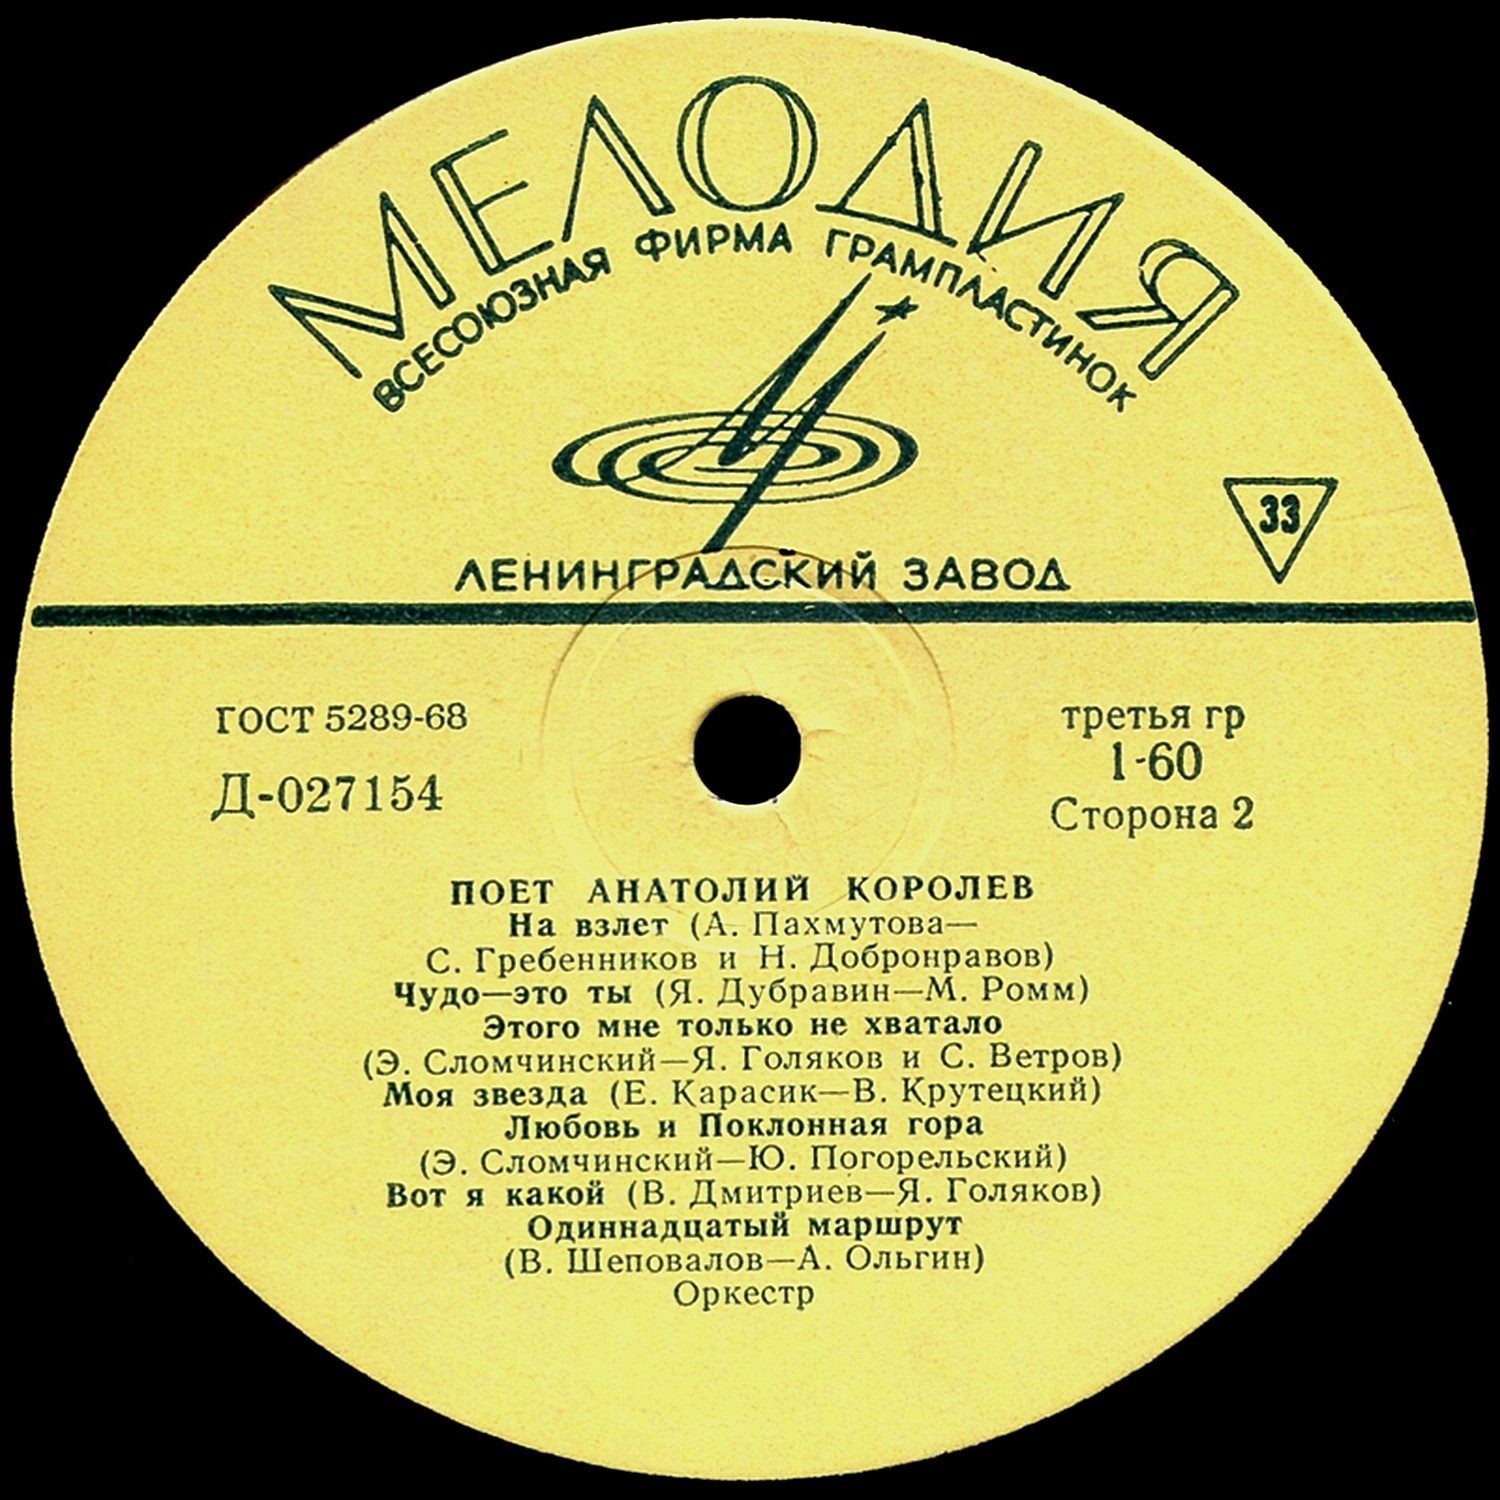 МЕЛОДИЯ
ВСЕСОЮЗНАЯ ФИРМА ГРАМПЛАСТИНОК
33
ЛЕНИНГРАДСКИЙ ЗАВОД
ГОСТ 5289-68
Д-027154
третья гр
1-60
Сторона 2
ПОЕТ АНАТОЛИЙ КОРОЛЕВ
На взлет (А. Пахмутова—
С. Гребенников и Н. Добронравов)
Чудо—это ты (Я. Дубравин—М. Ромм)
Этого мне только не хватало
(Э. Сломчинский—Я. Голяков и С. Ветров)
Моя звезда (Е. Карасик—В. Крутецкий)
Любовь и Поклонная гора
(Э. Сломчинский—Ю. Погорельский)
Вот я какой (В. Дмитриев—Я. Голяков)
Одиннадцатый маршрут
(В. Шеповалов—А. Ольгин)
Оркестр